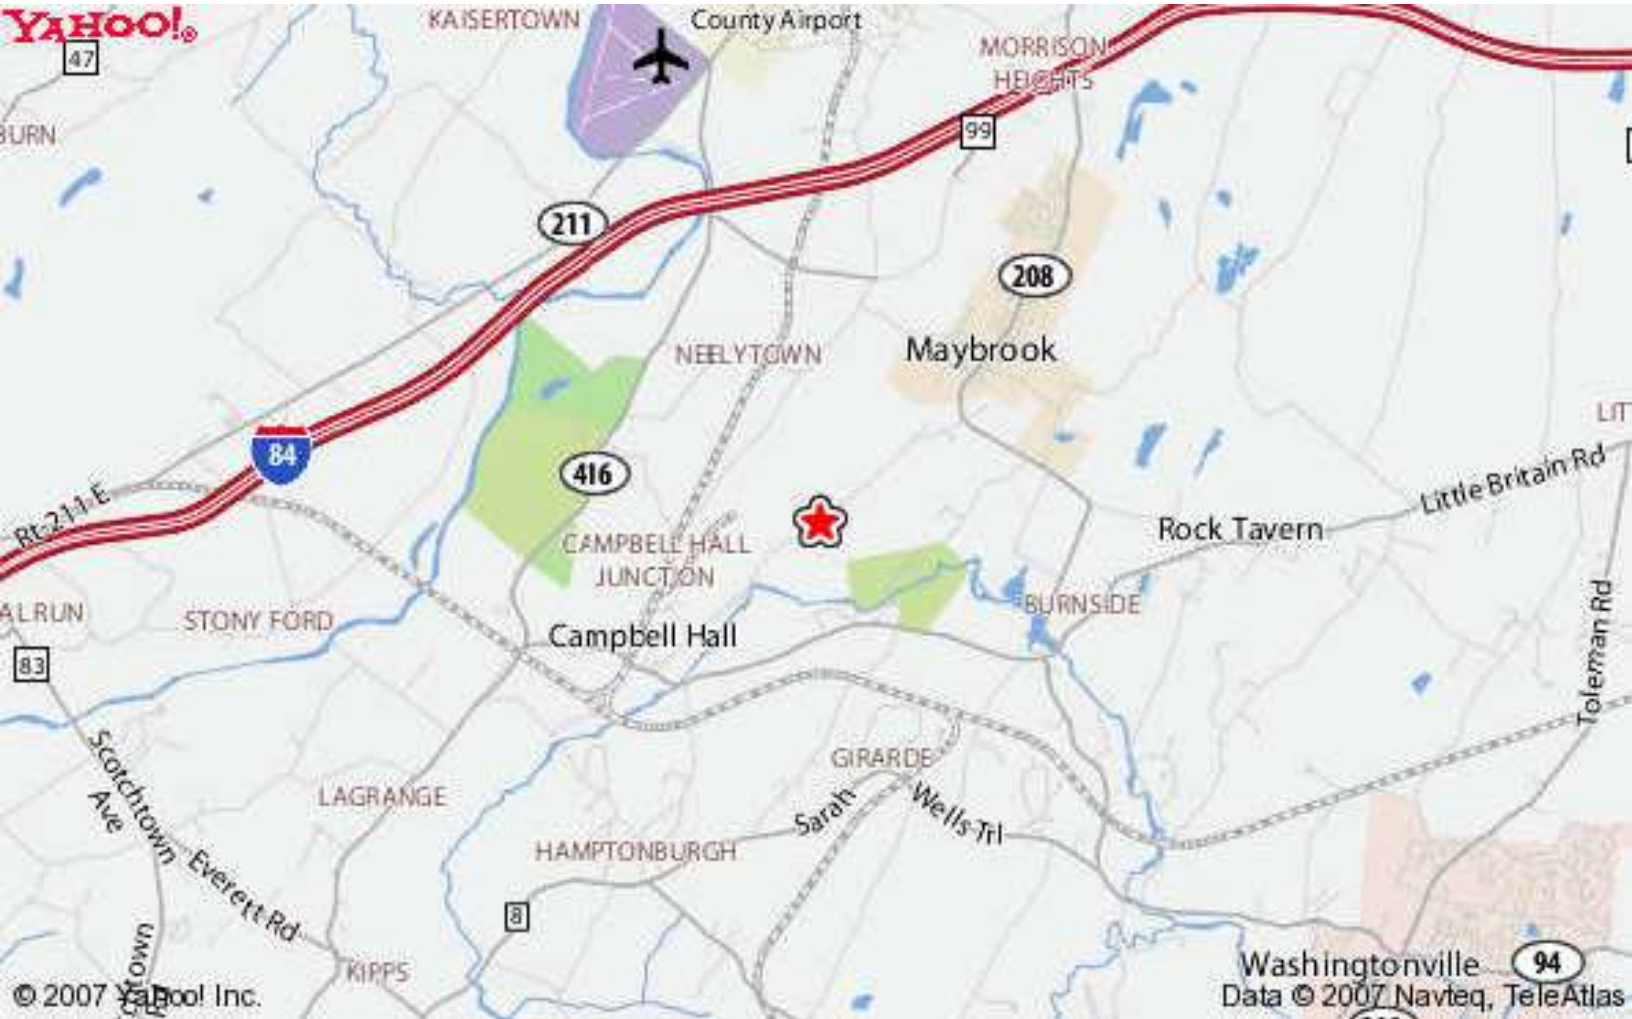 YAHOO!®
KAISERTOWN
County Airport
47
MORRISON
HEIGHTS
99
BURN
211
208
NEELYTOWN
Maybrook
84
416
LIT
Little Britain Rd
Rt-211-E
Rock Tavern
CAMPBELL HALL
JUNCTION
ALRUN
STONY FORD
BURNSIDE
Campbell Hall
83
Toleman Rd
Scotchtown
Ave
GIRARDE
LAGRANGE
Sarah
Wells Trl
HAMPTONBURGH
Everett Rd
8
KIPPS
Washingtonville
94
© 2007 Yahoo! Inc.
Data © 2007 Navteq, TeleAtlas